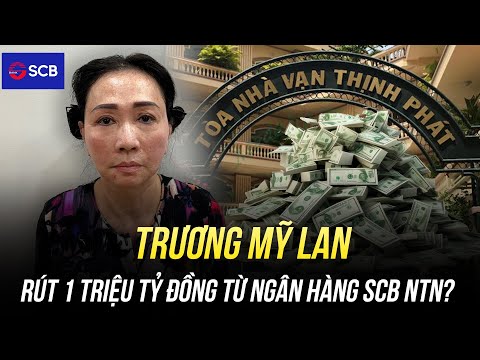 SCB
TÒA NHÀ VẠN THỊNH PHÁT
TRƯƠNG MỸ LAN
RÚT 1 TRIỆU TỶ ĐỒNG TỪ NGÂN HÀNG SCB NTN?